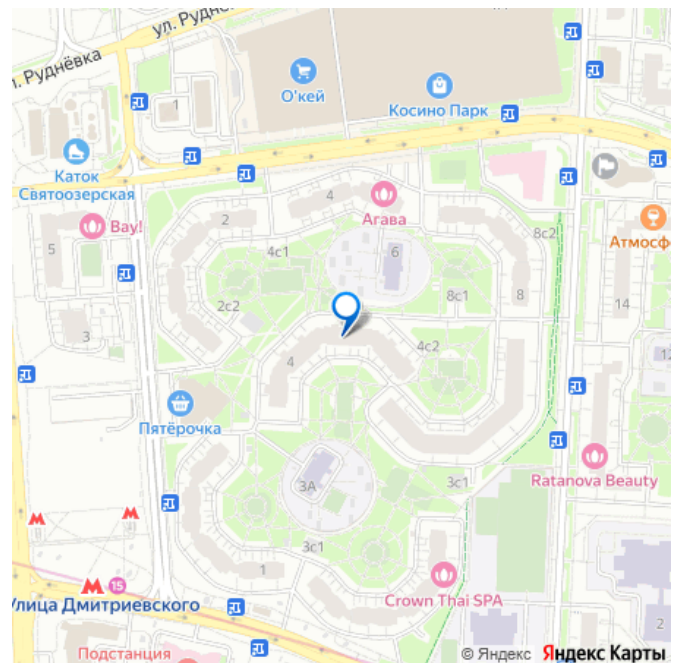 ул. Рудн
л. Руднёвка
О'кей
Косино Парк
1
Каток
Святоозерская
Вау!
2
4
Агава
5
4с1
6
8с2
Атмосф
2с2
8с1
8
14
3
4
4с2
12
Пятёрочка
3с1
Ratanova Beauty
3А
3с1
1
Crown Thai SPA
15
Улица Дмитриевского
2
Подстанция
© Яндекс Яндекс Карты